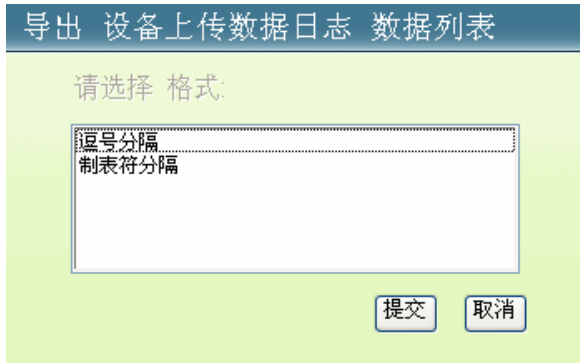 导出 设备上传数据日志 数据列表
请选择 格式:
逗号分隔
制表符分隔
提交 取消